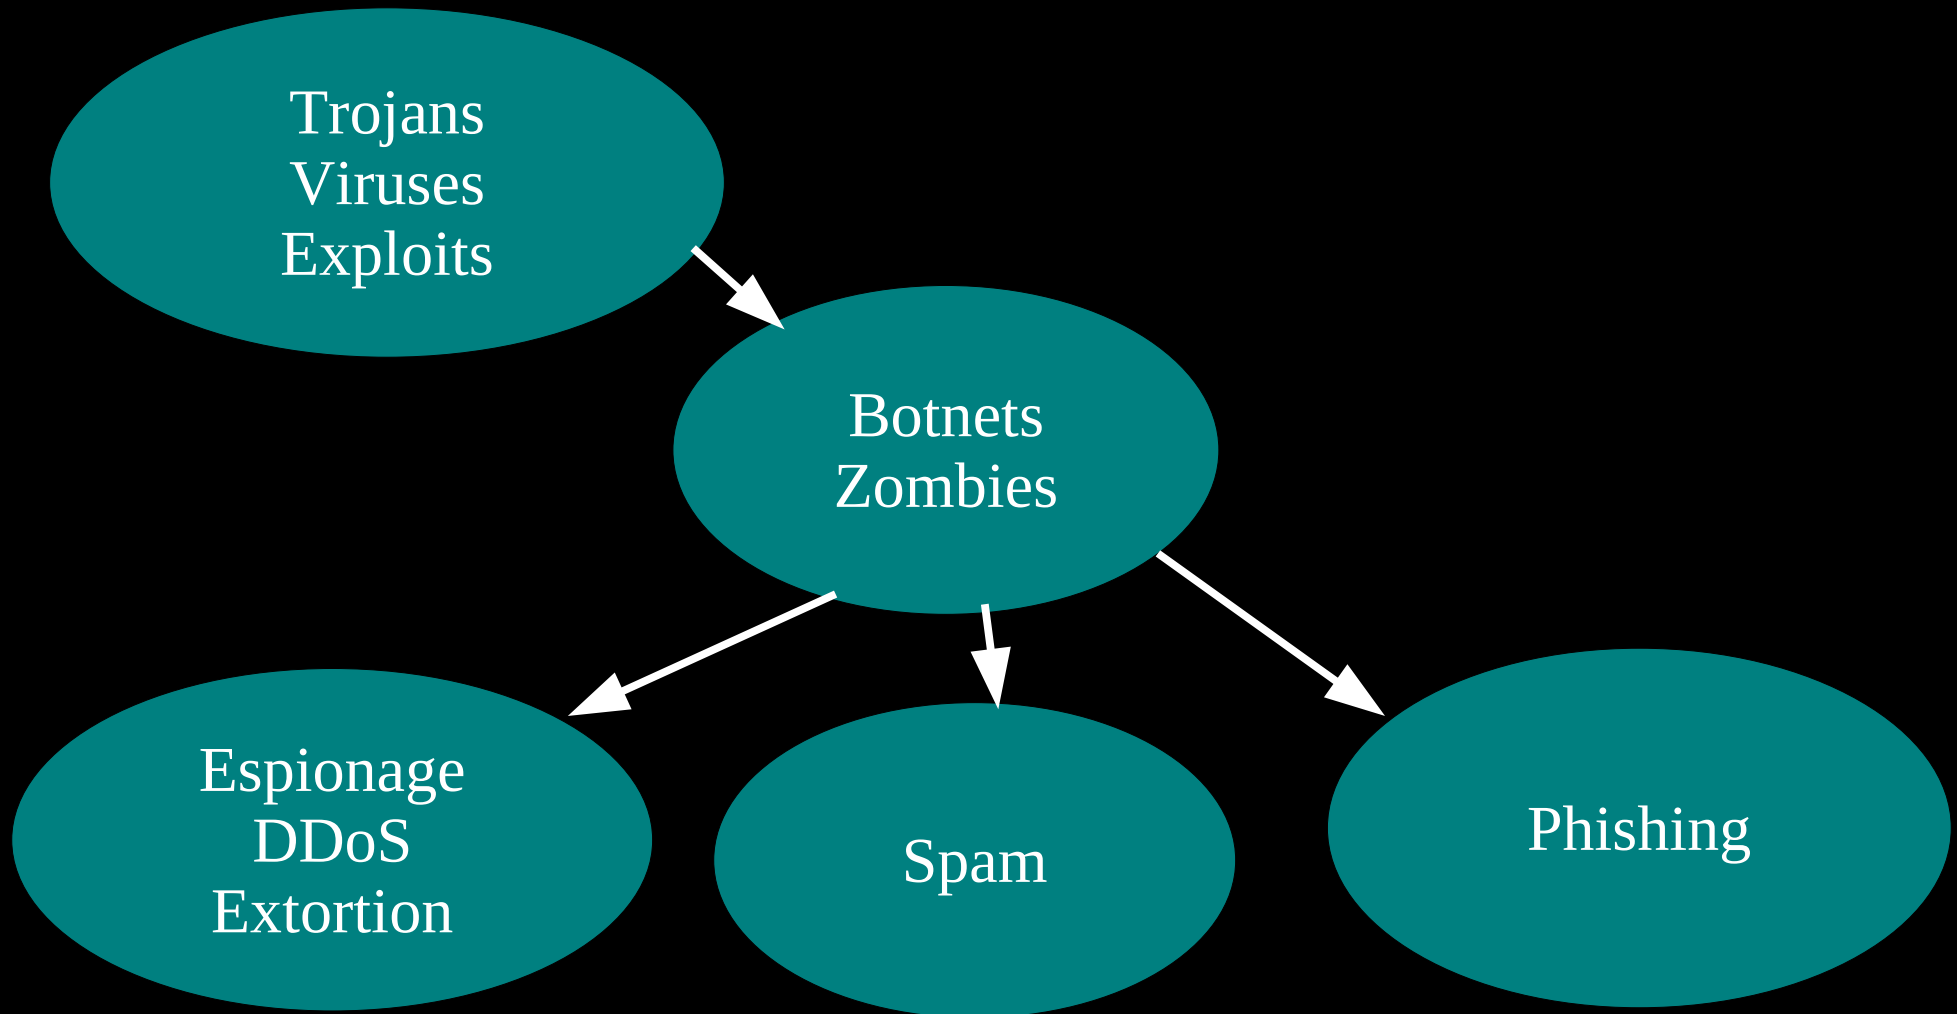 Trojans
Viruses
Exploits
Botnets
Zombies
Espionage
DDoS
Extortion
Spam
Phishing